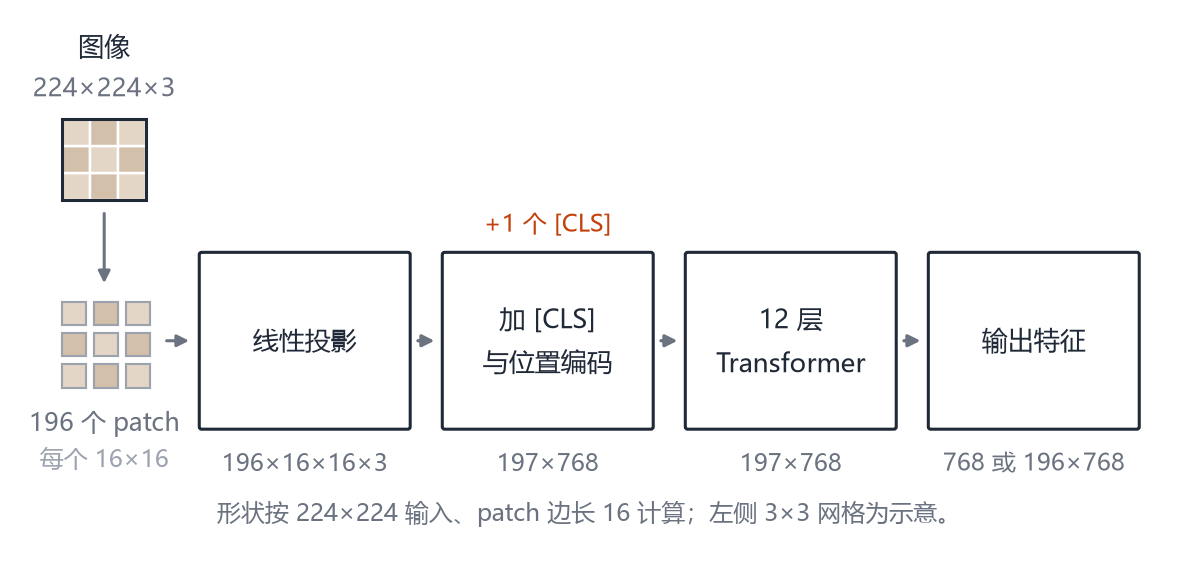 图像
224×224×3
+1 个 [CLS]
线性投影
加 [CLS]
与位置编码
12 层
Transformer
输出特征
196 个 patch
每个 16×16
196×16×16×3
197×768
197×768
768 或 196×768
形状按 224×224 输入、patch 边长 16 计算；左侧 3×3 网格为示意。